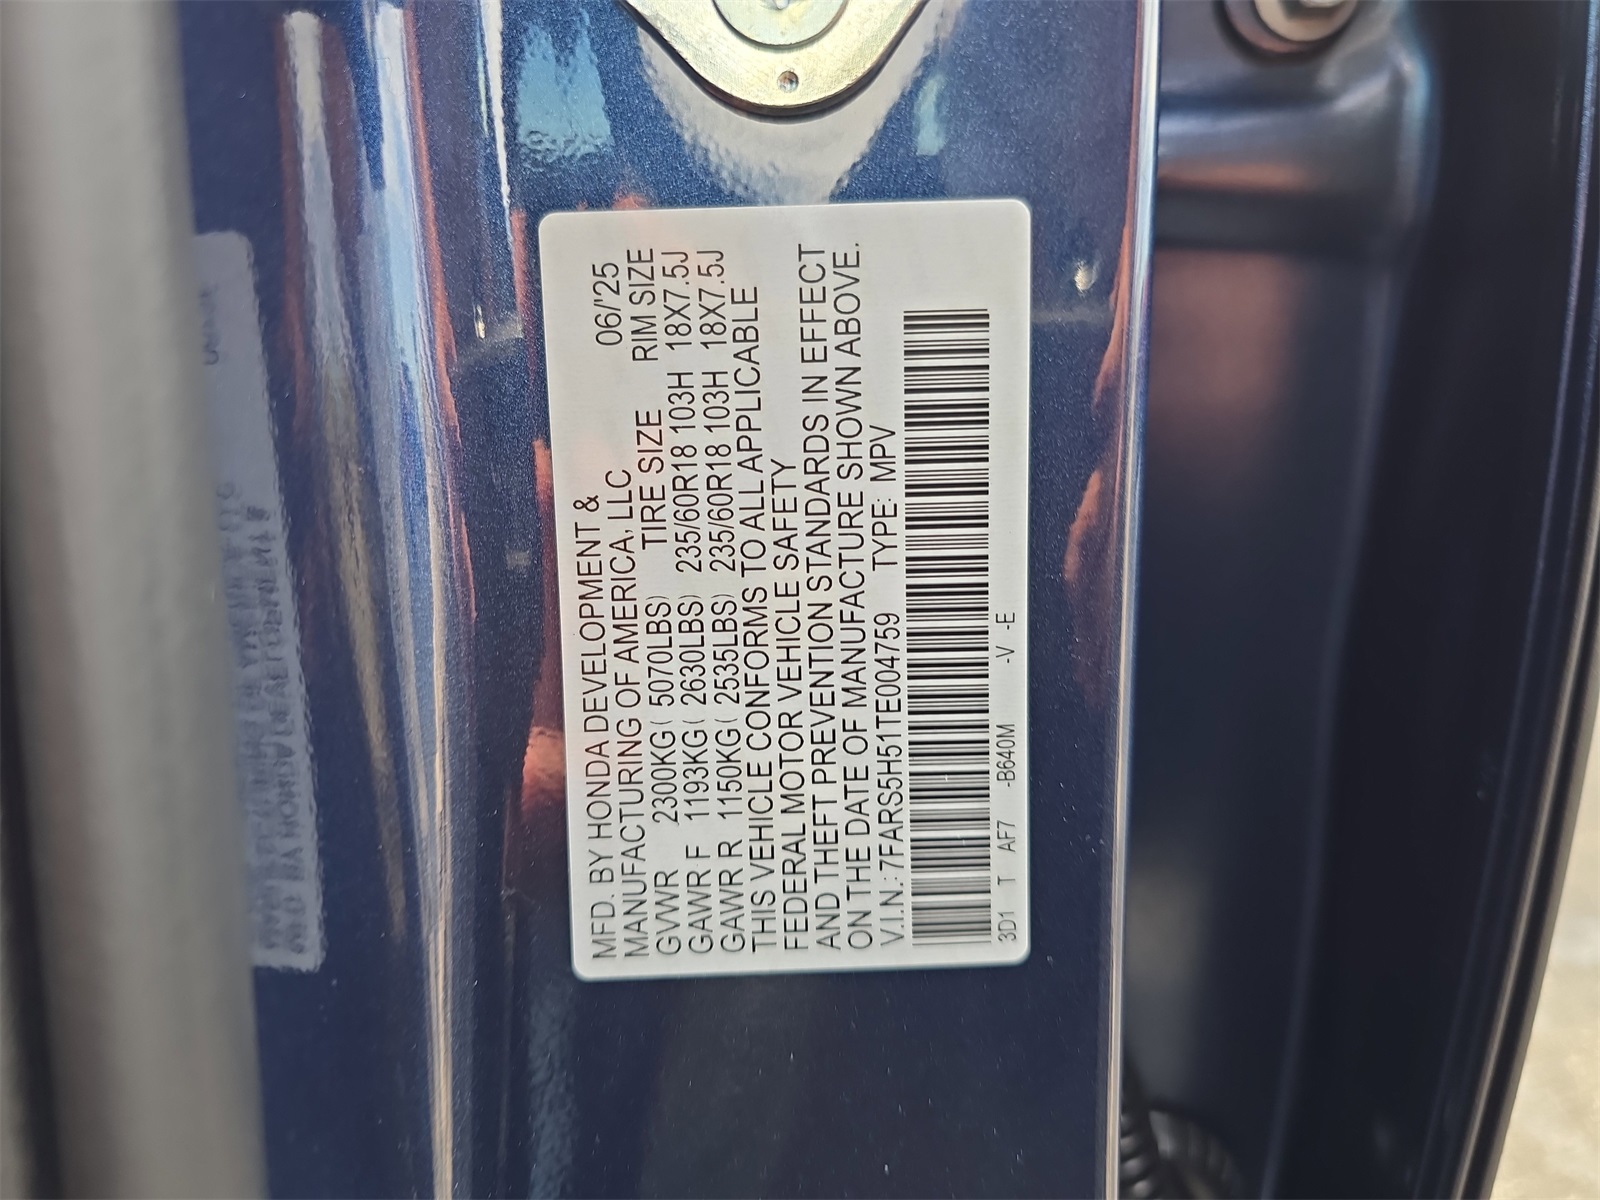 MFD. BY HONDA DEVELOPMENT &
MANUFACTURING OF AMERICA, LLC 06/'25
GVWR 2300KG( 5070LBS) TIRE SIZE RIM SIZE
GAWR F 1193KG( 2630LBS) 235/60R18 103H 18X7.5J
GAWR R 1150KG( 2535LBS) 235/60R18 103H 18X7.5J
THIS VEHICLE CONFORMS TO ALL APPLICABLE
FEDERAL MOTOR VEHICLE SAFETY
AND THEFT PREVENTION STANDARDS IN EFFECT
ON THE DATE OF MANUFACTURE SHOWN ABOVE.
V.I.N.: 7FARS5H51TE004759 TYPE: MPV
3D1 T AF7 -B640M -V -E